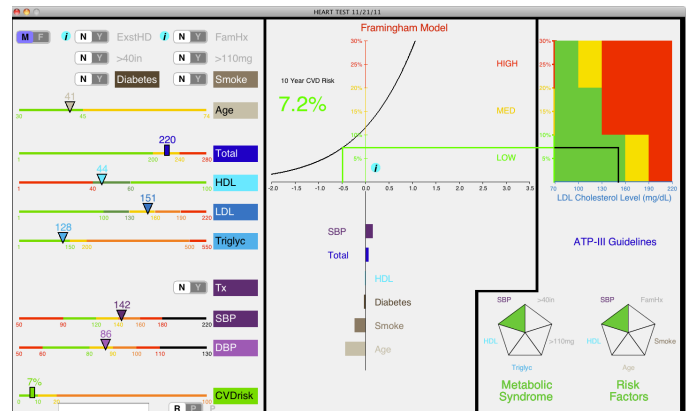 HEART TEST 11/21/11
M F i N Y ExstHD i N Y FamHx
N Y >40in N Y >110mg
N Y Diabetes N Y Smoke
41
30 45 74 Age
220
1 200 240 280 Total
44
1 40 60 100 HDL
151
1 100 130 160 180 220 LDL
128
1 150 200 500 550 Triglyc
N Y Tx
142
50 90 120 140 160 180 220 SBP
86
50 60 80 90 100 110 130 DBP
7%
0 10 20 100 CVDrisk
R P P
Framingham Model
30%
25%
20%
15%
10%
5%
10 Year CVD Risk
7.2%
HIGH
MED
LOW
i
-2.0 -1.5 -1.0 -0.5 0.0 0.5 1.0 1.5 2.0 2.5 3.0 3.5
SBP
Total
HDL
Diabetes
Smoke
Age
30%
25%
20%
15%
10%
5%
70 100 130 160 190 220
LDL Cholesterol Level (mg/dL)
ATP-III Guidelines
SBP >40in
HDL >110mg
Triglyc
Metabolic
Syndrome
SBP FamHx
HDL Smoke
Age
Risk
Factors